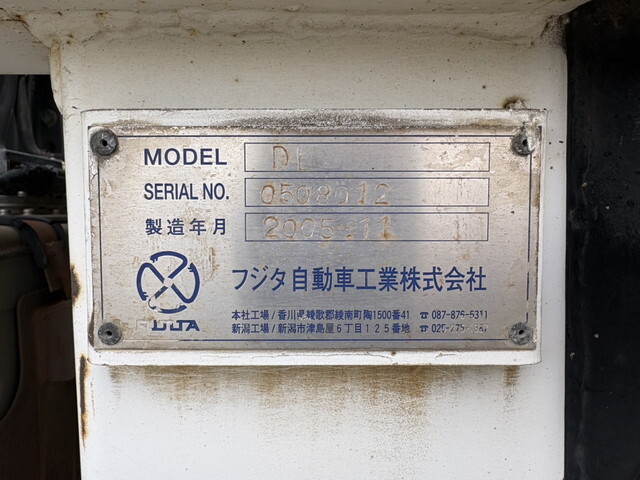 MODEL D
SERIAL NO. 0508012
製造年月 2005.11
フジタ自動車工業株式会社
本社工場/香川県綾歌郡綾南町陶1500番41 ☎087-876-5311
新潟工場/新潟市津島屋6丁目125番地